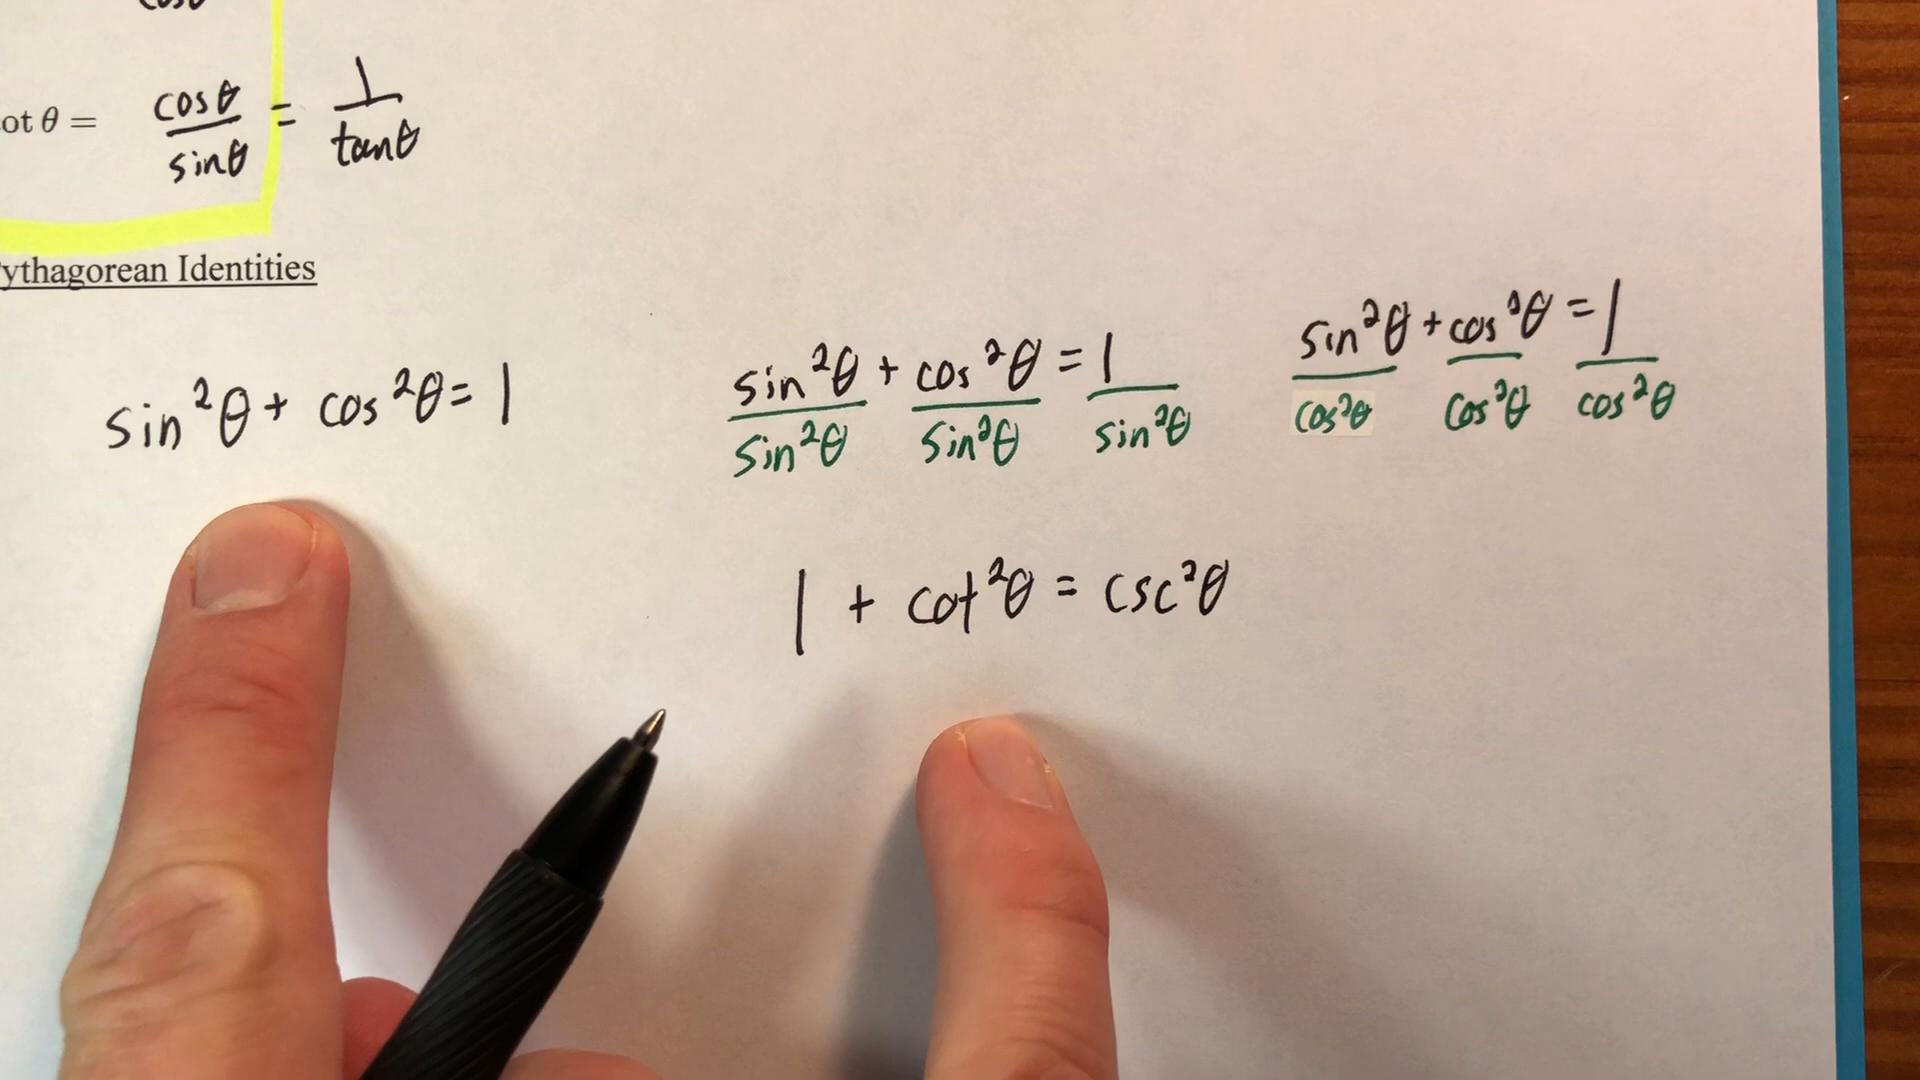 cosθ
ot θ = cosθ/sinθ = 1/tanθ
ythagorean Identities
sin²θ + cos²θ = 1
sin²θ/sin²θ + cos²θ/sin²θ = 1/sin²θ
1 + cot²θ = csc²θ
sin²θ/cos²θ + cos²θ/cos²θ = 1/cos²θ